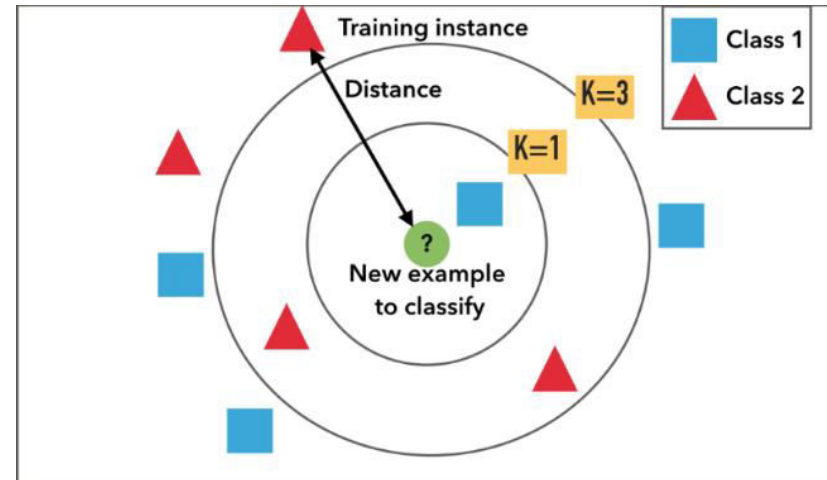 Training instance
Class 1
Distance
K=3
Class 2
K=1
?
New example
to classify